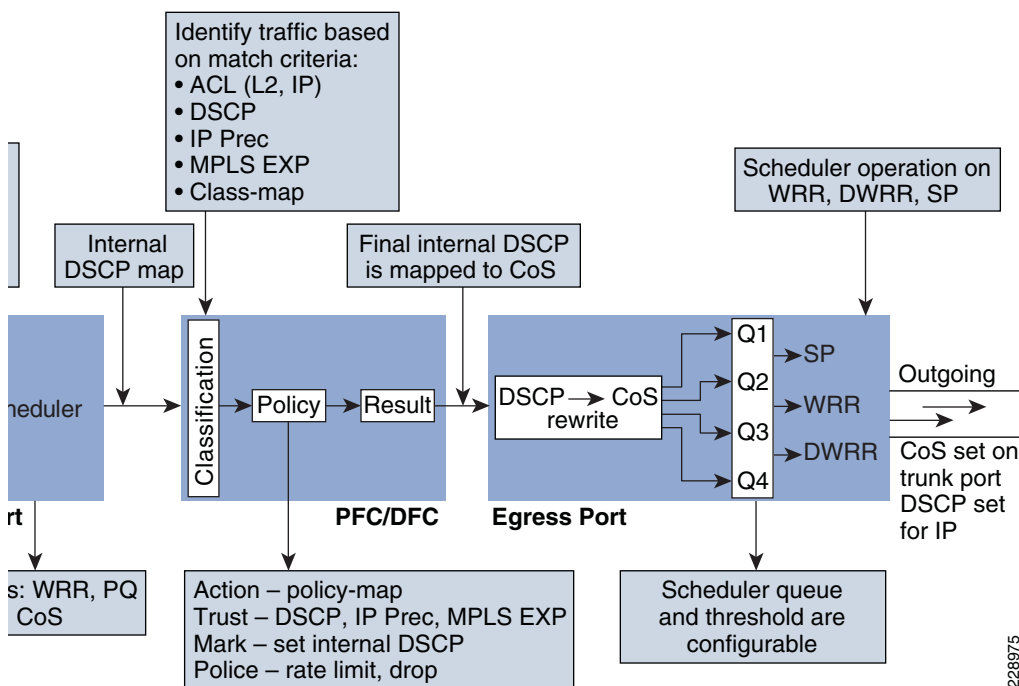 Identify traffic based
on match criteria:
• ACL (L2, IP)
• DSCP
• IP Prec
• MPLS EXP
• Class-map
Scheduler operation on
WRR, DWRR, SP
Internal
DSCP map
Final internal DSCP
is mapped to CoS
heduler
Classification
Policy
Result
DSCP → CoS
rewrite
Q1
Q2
Q3
Q4
SP
WRR
DWRR
Outgoing
CoS set on
trunk port
DSCP set
for IP
rt
PFC/DFC
Egress Port
s: WRR, PQ
CoS
Action – policy-map
Trust – DSCP, IP Prec, MPLS EXP
Mark – set internal DSCP
Police – rate limit, drop
Scheduler queue
and threshold are
configurable
228975